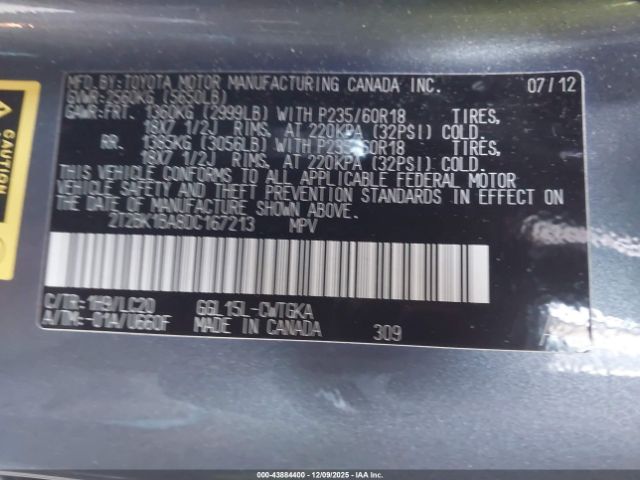 MFD.BY:TOYOTA MOTOR MANUFACTURING CANADA INC. 07/12
GVWR:2560KG (5650LB)
GAWR:FRT. 1360KG (2999LB) WITH P235/60R18 TIRES,
18X7 1/2J RIMS, AT 220KPA (32PSI) COLD.
RR. 1395KG (3056LB) WITH P235/60R18 TIRES,
18X7 1/2J RIMS, AT 220KPA (32PSI) COLD.
THIS VEHICLE CONFORMS TO ALL APPLICABLE FEDERAL MOTOR
VEHICLE SAFETY AND THEFT PREVENTION STANDARDS IN EFFECT ON
THE DATE OF MANUFACTURE SHOWN ABOVE.
2T2BK1BA9DC167213 MPV
C/TR:1H9/LC20 GGL15L-CWTGKA
A/TM:-01A/U660F MADE IN CANADA 309
CAUTION
000-43884400 • 12/09/2025 • IAAI.COM